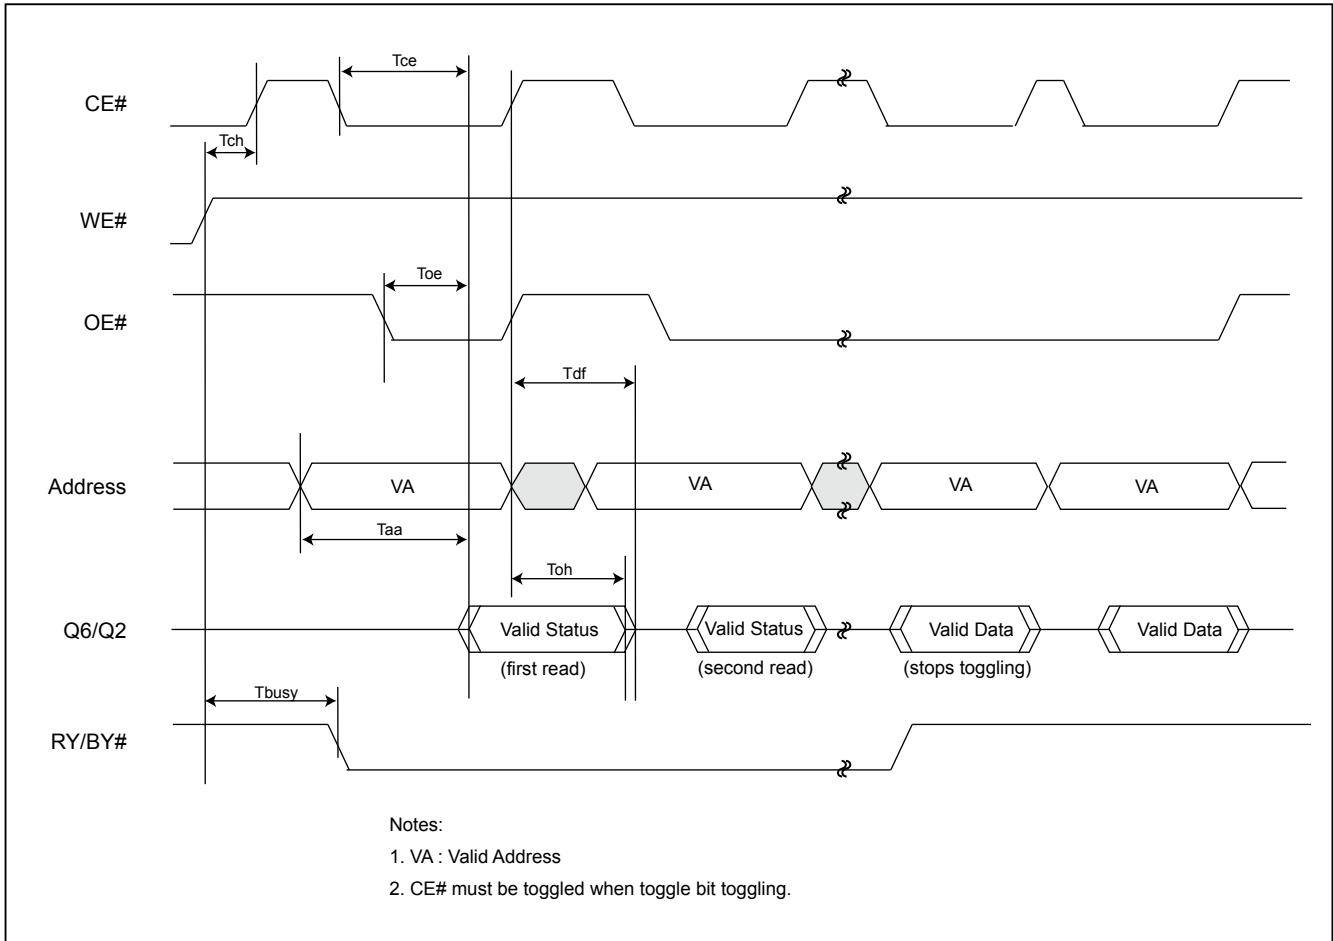 Tce
CE#
Tch
WE#
Toe
OE#
Tdf
Address
VA
VA
VA
VA
Taa
Toh
Q6/Q2
Valid Status
Valid Status
Valid Data
Valid Data
(first read)
(second read)
(stops toggling)
Tbusy
RY/BY#
Notes:
1. VA : Valid Address
2. CE# must be toggled when toggle bit toggling.